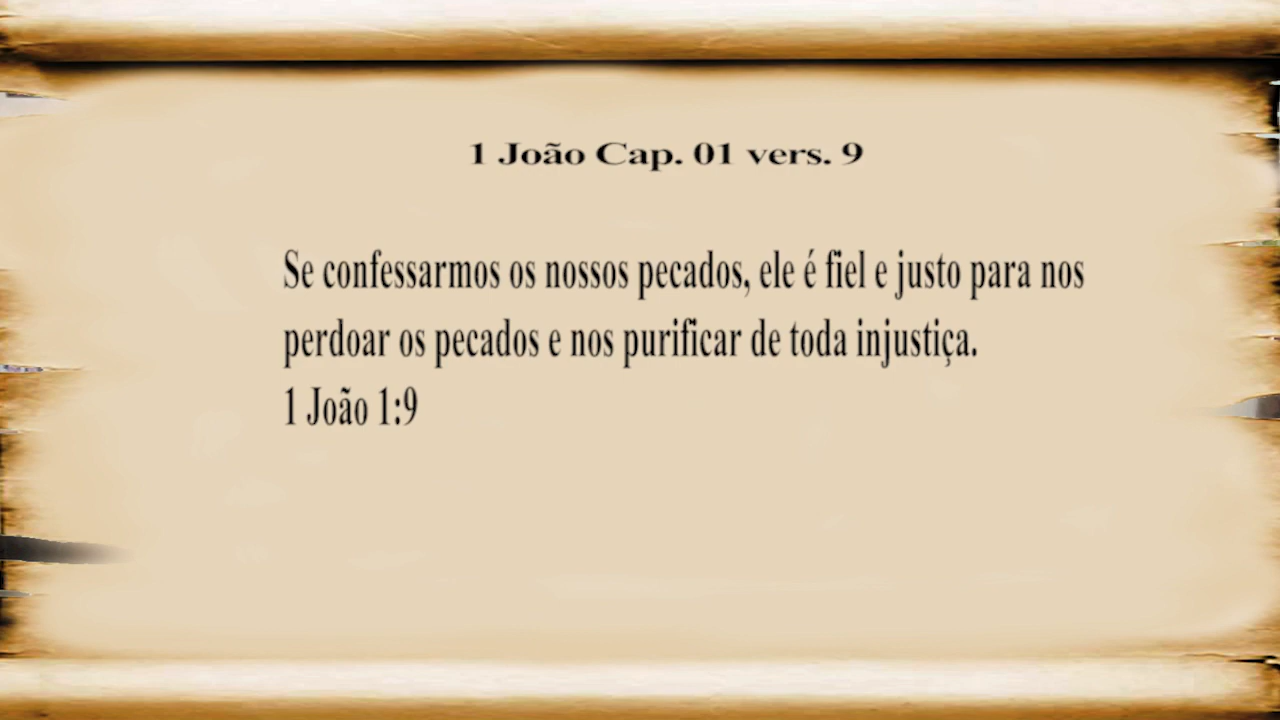 1 João Cap. 01 vers. 9
Se confessarmos os nossos pecados, ele é fiel e justo para nos
perdoar os pecados e nos purificar de toda injustiça.
1 João 1:9